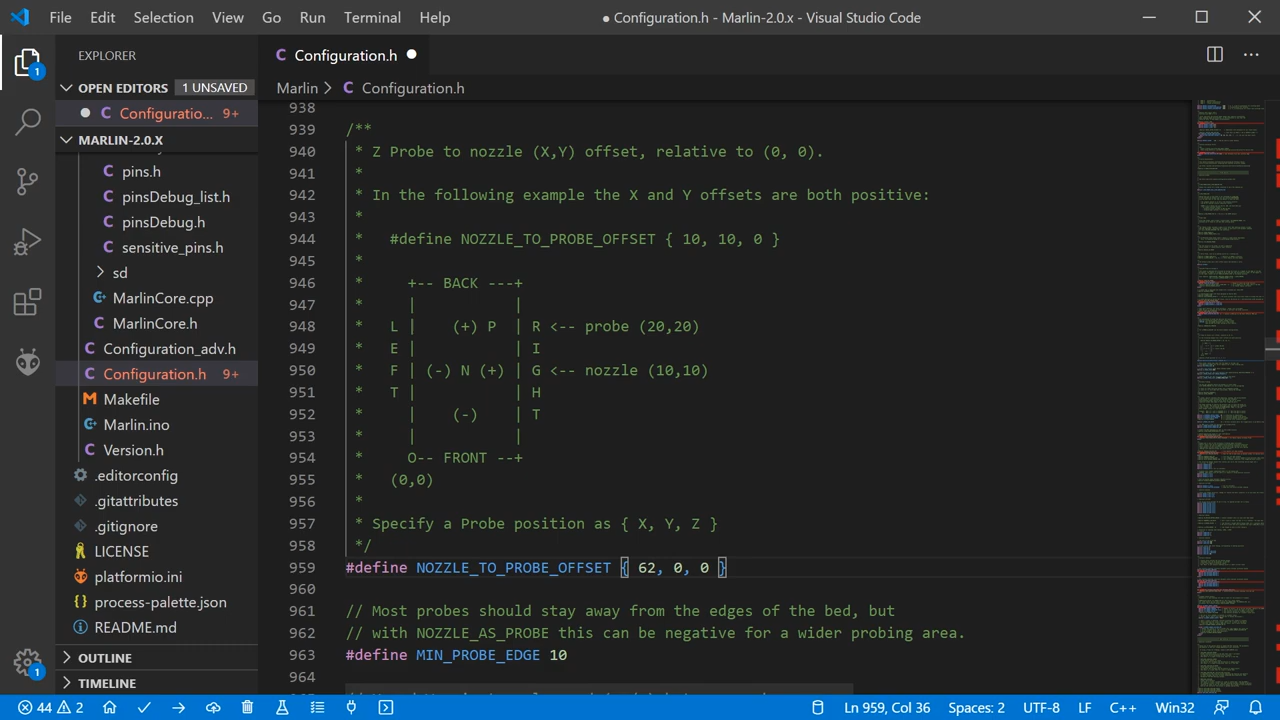 File Edit Selection View Go Run Terminal Help ● Configuration.h - Marlin-2.0.x - Visual Studio Code
EXPLORER
1
OPEN EDITORS 1 UNSAVED
Configuratio... 9+
MARLIN-2.0.X
pins.h
pinsDebug_list.h
pinsDebug.h
sensitive_pins.h
sd
MarlinCore.cpp
MarlinCore.h
Configuration_adv.h
Configuration.h 9+
Makefile
Marlin.ino
Version.h
.editorconfig
.gitattributes
.gitignore
LICENSE
platformio.ini
process-palette.json
README.md
OUTLINE
TIMELINE
1
Configuration.h
Marlin > Configuration.h
938
939 /**
940 * Z Probe to nozzle (X,Y) offset, relative to (0, 0).
941 *
942 * In the following example the X and Y offsets are both positive:
943 *
944 * #define NOZZLE_TO_PROBE_OFFSET { 10, 10, 0 }
945 *
946 * +-- BACK ---+
947 * | |
948 * L | (+) P | R <-- probe (20,20)
949 * E | | I
950 * F | (-) N (+) | G <-- nozzle (10,10)
951 * T | | H
952 * | (-) | T
953 * | |
954 * O-- FRONT --+
955 * (0,0)
956 *
957 * Specify a Probe position as { X, Y, Z }
958 */
959 #define NOZZLE_TO_PROBE_OFFSET { 62, 0, 0 }
960
961 // Most probes should stay away from the edges of the bed, but
962 // with NOZZLE_AS_PROBE this can be negative for a wider probing area.
963 #define MIN_PROBE_EDGE 10
964
44 2 Ln 959, Col 36 Spaces: 2 UTF-8 LF C++ Win32